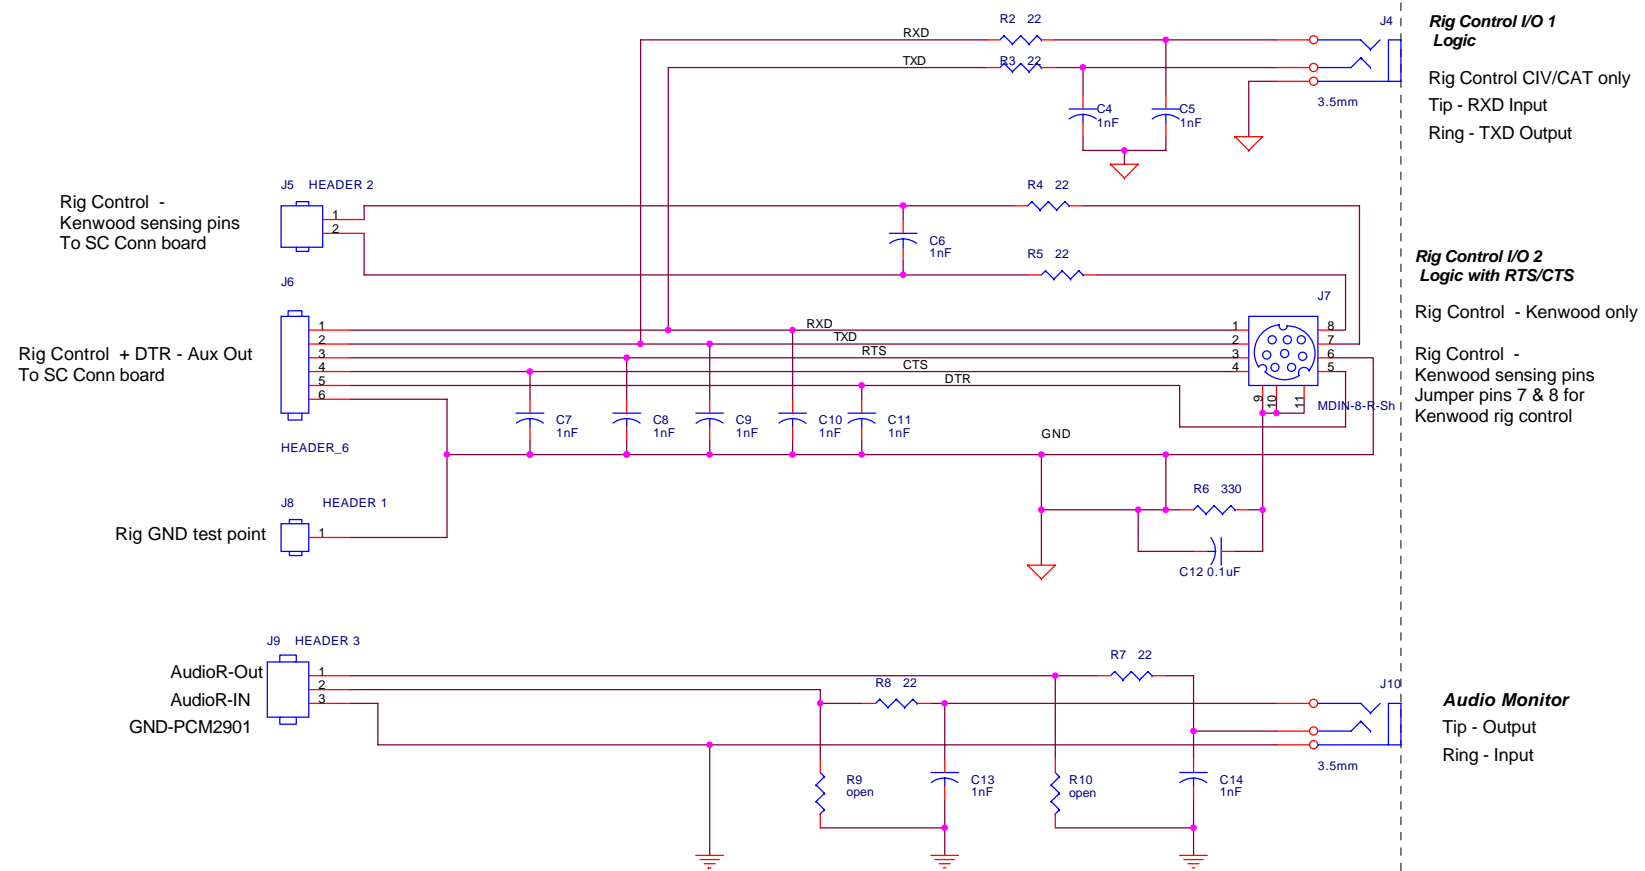 R2 22
J4
Rig Control I/O 1
Logic
RXD
TXD
R3 22
Rig Control CIV/CAT only
3.5mm
Tip - RXD Input
C4
1nF
C5
1nF
Ring - TXD Output
J5 HEADER 2
R4 22
Rig Control -
Kenwood sensing pins
To SC Conn board
1
2
C6
1nF
R5 22
Rig Control I/O 2
Logic with RTS/CTS
J6
J7
Rig Control - Kenwood only
Rig Control + DTR - Aux Out
To SC Conn board
1
2
3
4
5
6
RXD
TXD
RTS
CTS
DTR
1
2
3
4
8
7
6
5
9
10
11
MDIN-8-R-Sh
Rig Control -
Kenwood sensing pins
Jumper pins 7 & 8 for
Kenwood rig control
C7
1nF
C8
1nF
C9
1nF
C10
1nF
C11
1nF
GND
HEADER_6
J8 HEADER 1
R6 330
Rig GND test point
1
C12 0.1uF
J9 HEADER 3
AudioR-Out
AudioR-IN
GND-PCM2901
1
2
3
R7 22
R8 22
J10
Audio Monitor
Tip - Output
Ring - Input
3.5mm
R9
open
C13
1nF
R10
open
C14
1nF